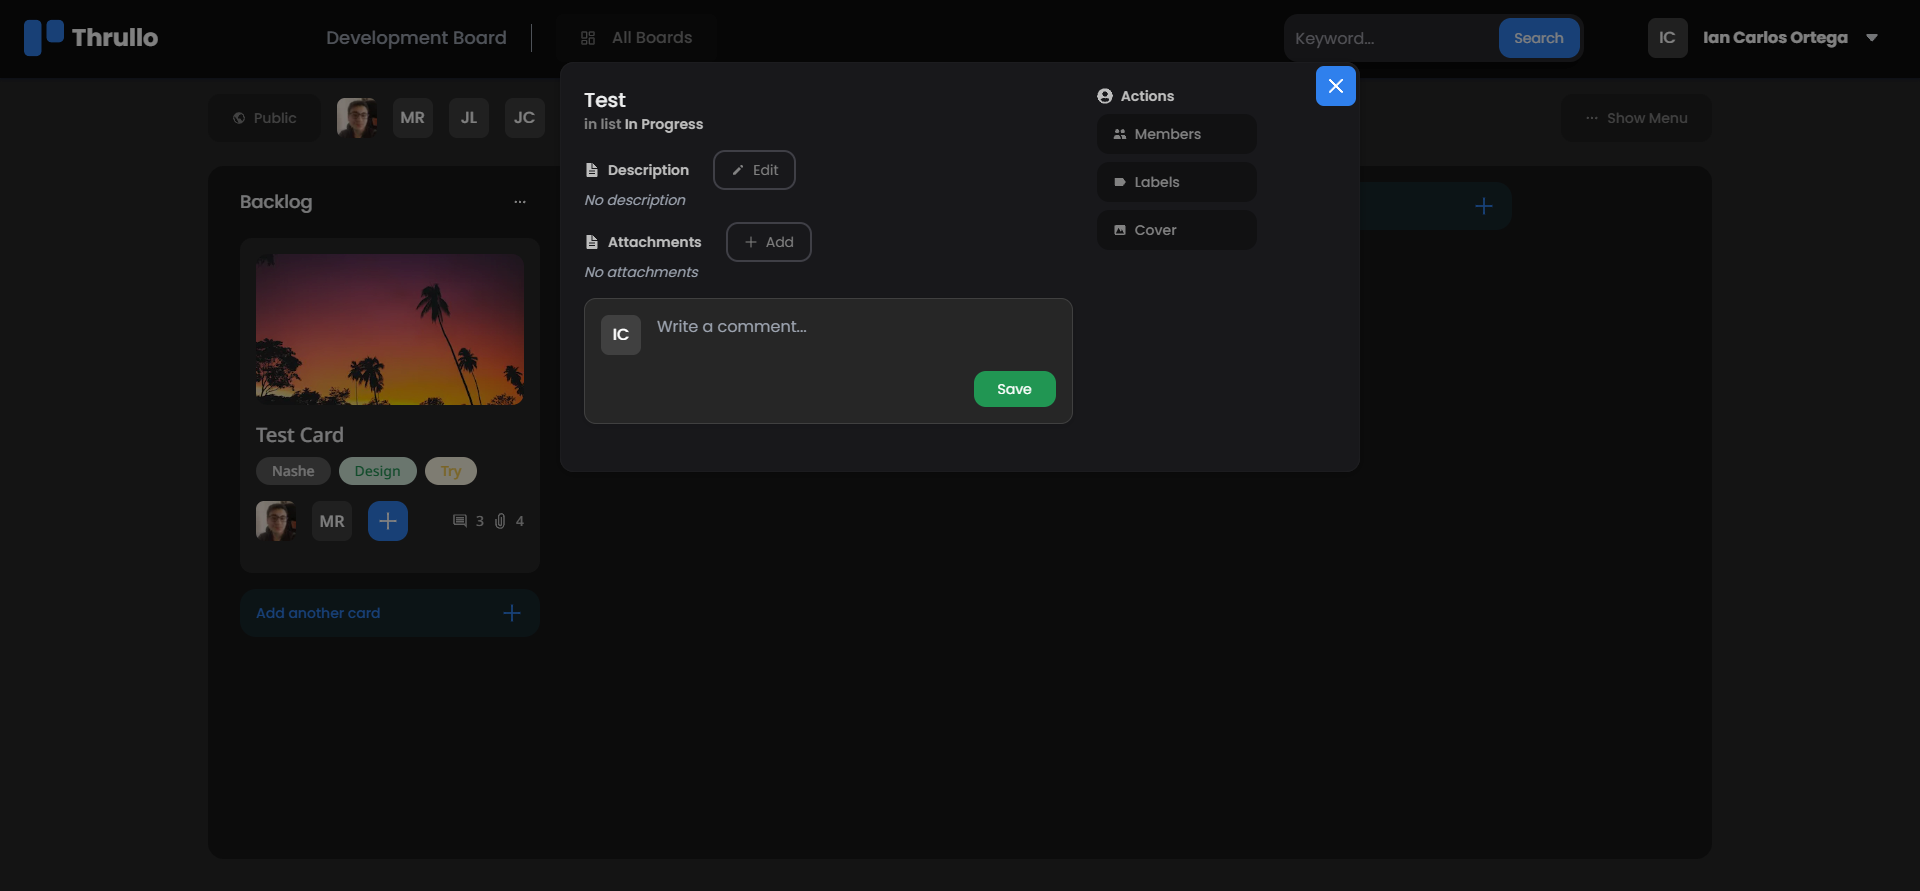 Thrullo
Development Board
All Boards
Keyword...
Search
IC
Ian Carlos Ortega
Public
MR
JL
JC
... Show Menu
Backlog
...
Test Card
Nashe
Design
Try
MR
3
4
Add another card
Test
in list In Progress
Description
Edit
No description
Attachments
Add
No attachments
IC
Write a comment...
Save
Actions
Members
Labels
Cover